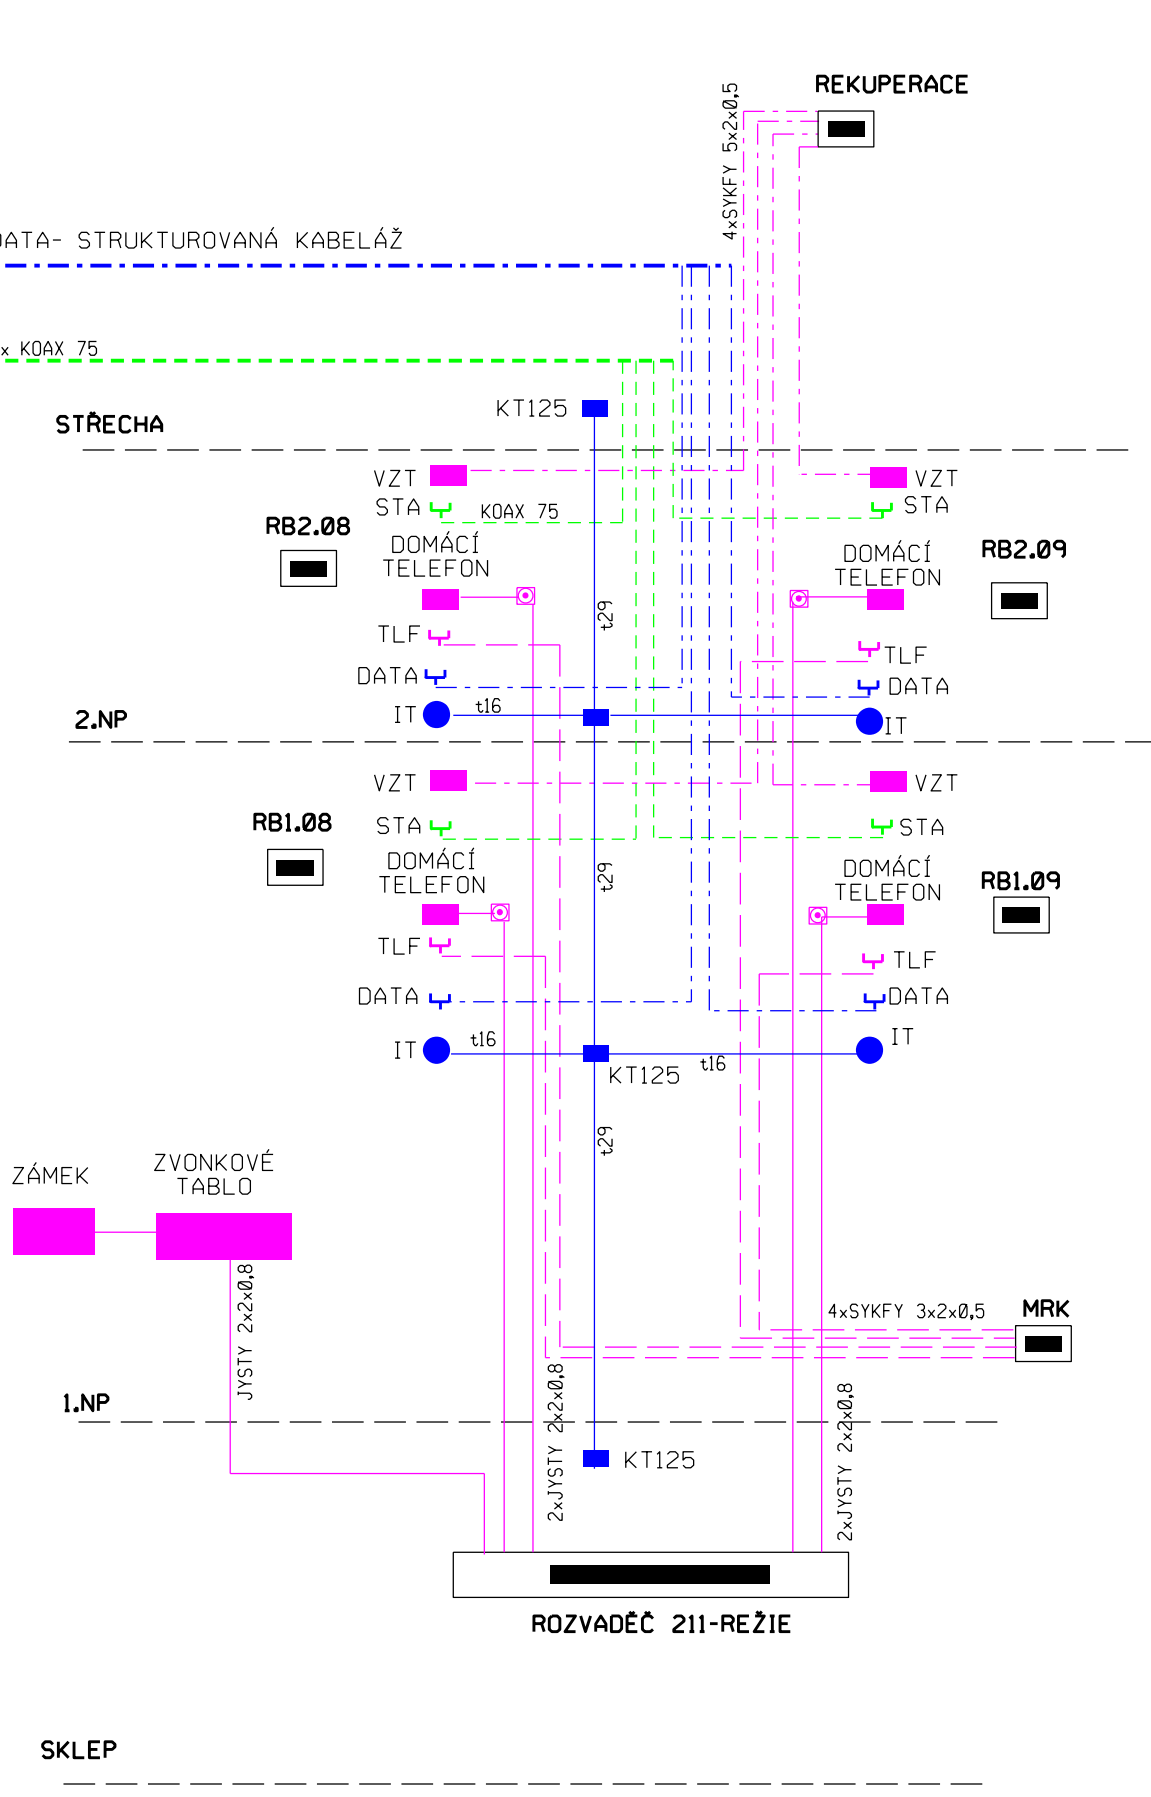 REKUPERACE
4xSYKFY 5x2x0,5
DATA- STRUKTUROVANÁ KABELÁŽ
x KOAX 75
KT125
STŘECHA
VZT
VZT
STA
KOAX 75
STA
RB2.08
DOMÁCÍ
TELEFON
DOMÁCÍ
TELEFON
RB2.09
t29
TLF
TLF
DATA
DATA
IT
t16
IT
2.NP
VZT
VZT
RB1.08
STA
STA
DOMÁCÍ
TELEFON
t29
DOMÁCÍ
TELEFON
RB1.09
TLF
TLF
DATA
DATA
IT
t16
IT
t16
KT125
t29
ZÁMEK
ZVONKOVÉ
TABLO
JYSTY 2x2x0,8
4xSYKFY 3x2x0,5
MRK
1.NP
2xJYSTY 2x2x0,8
2xJYSTY 2x2x0,8
KT125
ROZVADĚČ 211-REŽIE
SKLEP